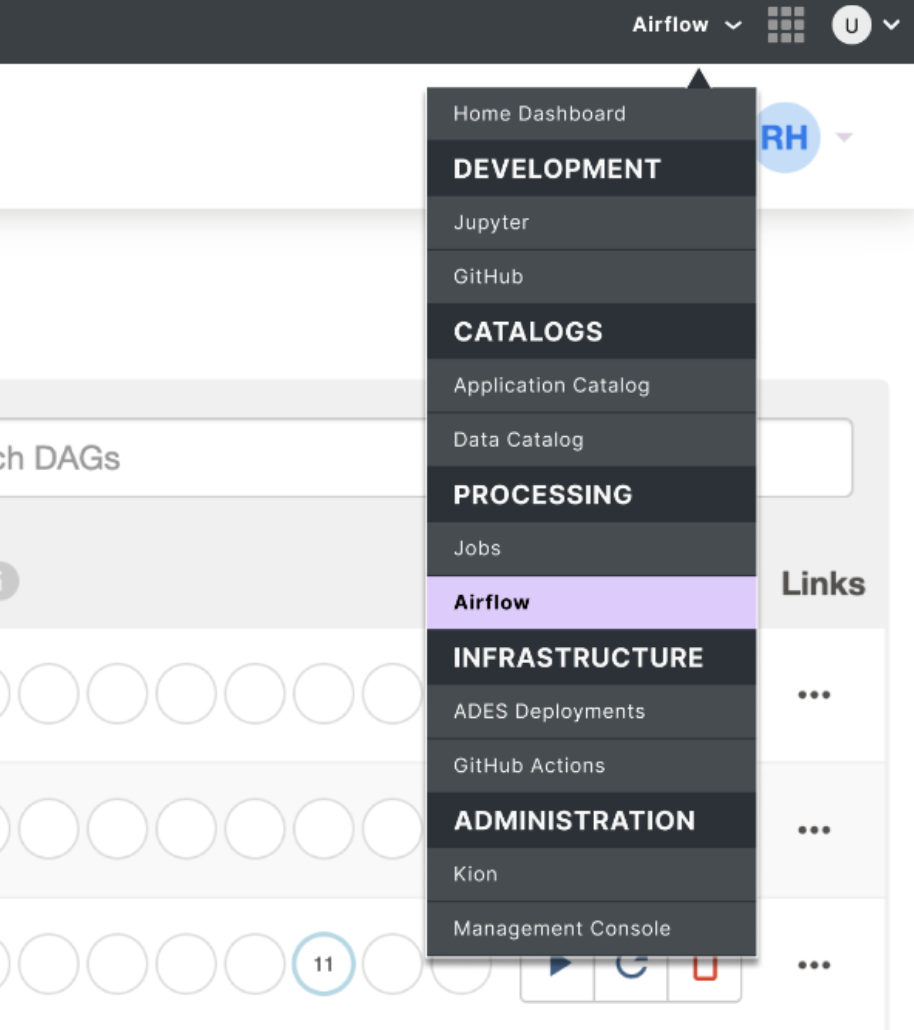 Airflow
U
Home Dashboard
RH
DEVELOPMENT
Jupyter
GitHub
CATALOGS
Application Catalog
Data Catalog
ch DAGs
PROCESSING
Jobs
Airflow
Links
INFRASTRUCTURE
ADES Deployments
GitHub Actions
ADMINISTRATION
Kion
Management Console
11